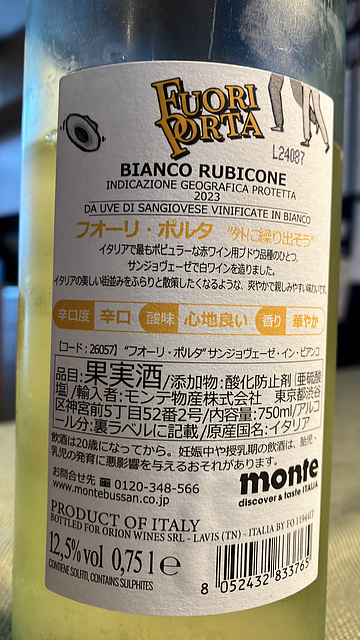 FUORI
PORTA
L24087
BIANCO RUBICONE
INDICAZIONE GEOGRAFICA PROTETTA
2023
DA UVE DI SANGIOVESE VINIFICATE IN BIANCO
フオーリ・ポルタ “外に繰り出そう”
イタリアで最もポピュラーな赤ワイン用ブドウ品種のひとつ、
サンジョヴェーゼで白ワインを造りました。
イタリアの美しい街並みをふらりと散策したくなるような、爽やかで親しみやすい味わいです。
辛口度 辛口 酸味 心地良い 香り 華やか
【コード:26057】 “フオーリ・ポルタ”サンジョヴェーゼ・イン・ビアンコ
品目:果実酒/添加物:酸化防止剤(亜硫酸
塩)/輸入者:モンテ物産株式会社 東京都渋谷
区神宮前5丁目52番2号/内容量:750ml/アルコ
ール分:裏ラベルに記載/原産国名:イタリア
飲酒は20歳になってから。妊娠中や授乳期の飲酒は、胎児・
乳児の発育に悪影響を与えるおそれがあります。
お問合せ先 ☎ 0120-348-566
www.montebussan.co.jp
monte
discover & taste ITALIA
PRODUCT OF ITALY
BOTTLED FOR ORION WINES SRL - LAVIS (TN) - ITALIA BY FO
12,5% vol 0,75 l e
CONTIENE SOLFITI, CONTAINS SULPHITES
8 052432 833765